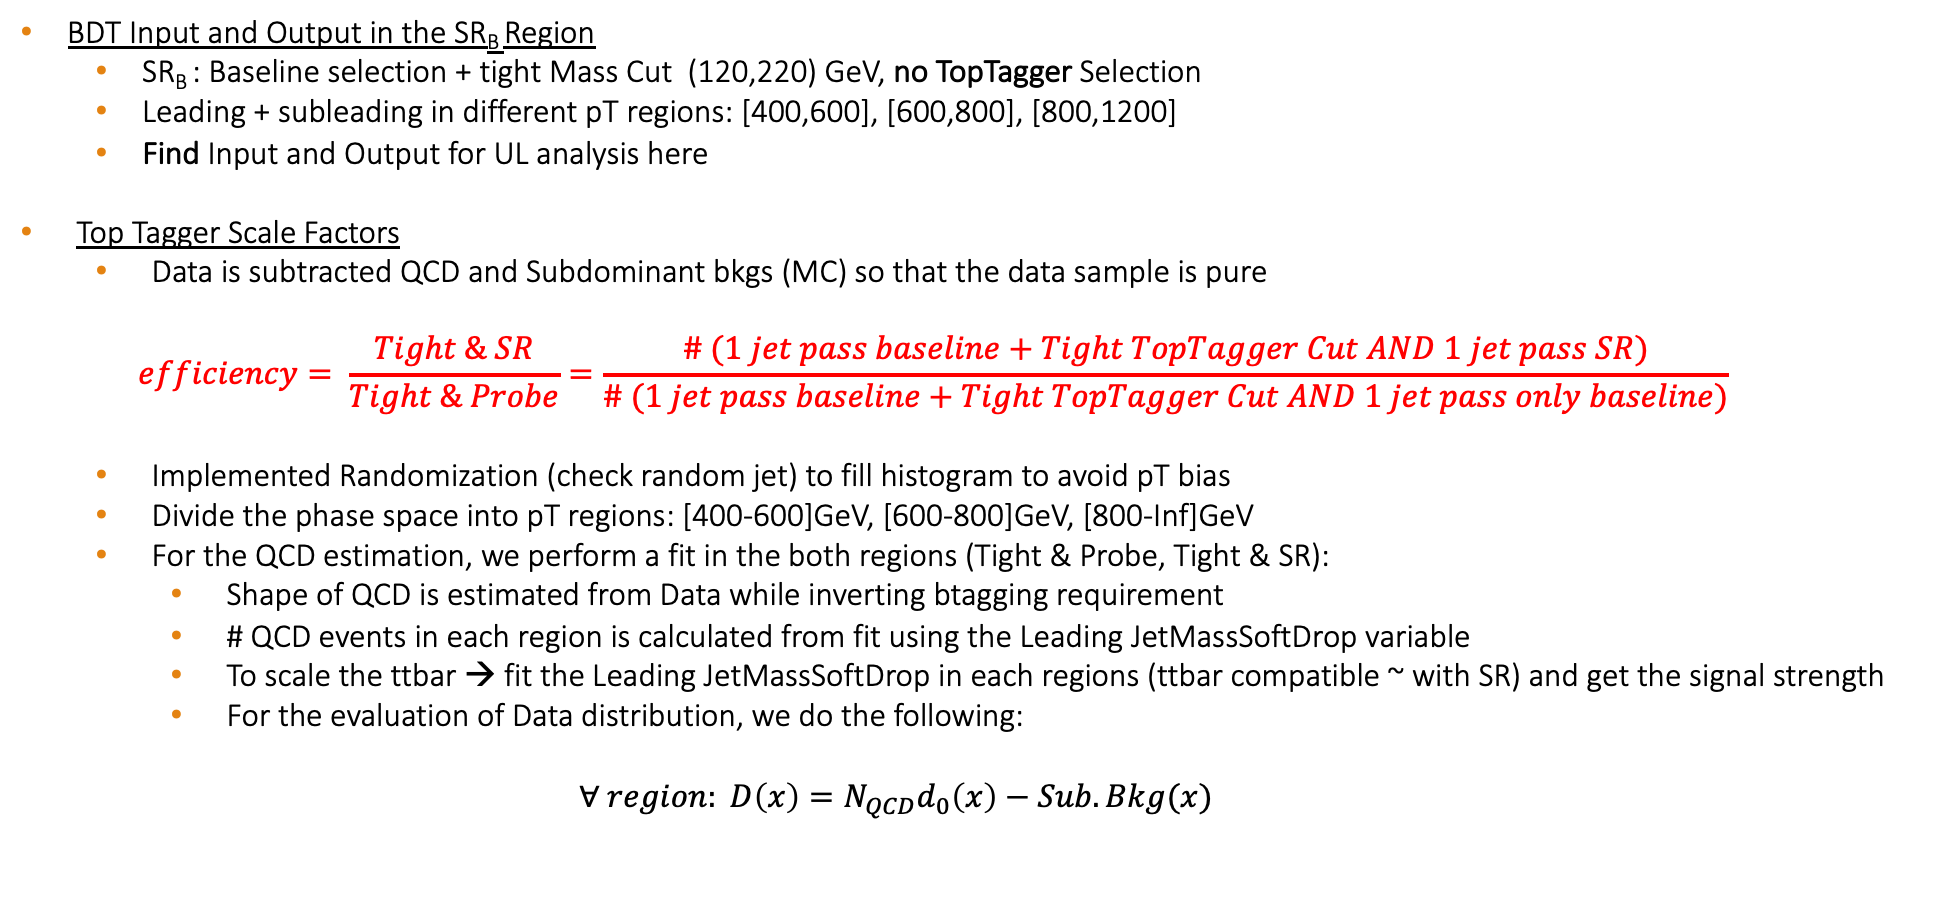 • BDT Input and Output in the SR_B Region
• SR_B : Baseline selection + tight Mass Cut (120,220) GeV, no TopTagger Selection
• Leading + subleading in different pT regions: [400,600], [600,800], [800,1200]
• Find Input and Output for UL analysis here
• Top Tagger Scale Factors
• Data is subtracted QCD and Subdominant bkgs (MC) so that the data sample is pure
efficiency = Tight & SR / Tight & Probe = # (1 jet pass baseline + Tight TopTagger Cut AND 1 jet pass SR) / # (1 jet pass baseline + Tight TopTagger Cut AND 1 jet pass only baseline)
• Implemented Randomization (check random jet) to fill histogram to avoid pT bias
• Divide the phase space into pT regions: [400-600]GeV, [600-800]GeV, [800-Inf]GeV
• For the QCD estimation, we perform a fit in the both regions (Tight & Probe, Tight & SR):
• Shape of QCD is estimated from Data while inverting btagging requirement
• # QCD events in each region is calculated from fit using the Leading JetMassSoftDrop variable
• To scale the ttbar → fit the Leading JetMassSoftDrop in each regions (ttbar compatible ~ with SR) and get the signal strength
• For the evaluation of Data distribution, we do the following:
∀ region: D(x) = N_QCD d_0(x) − Sub. Bkg(x)